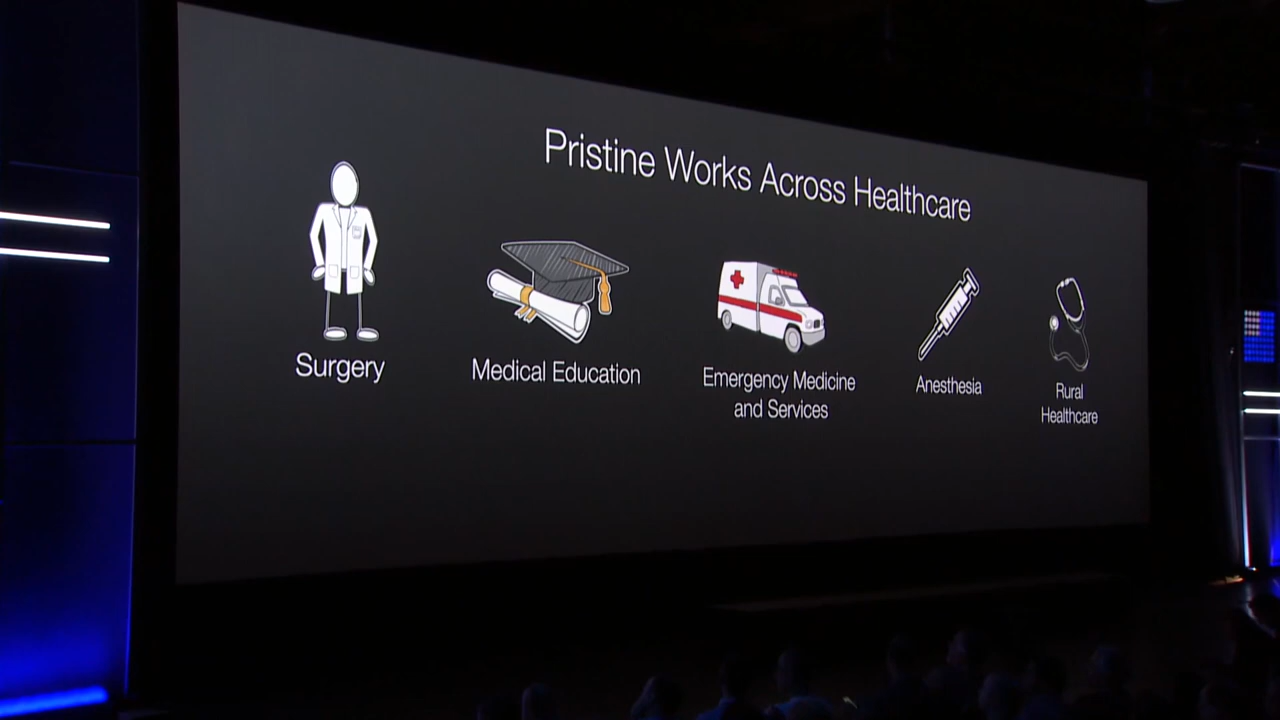 Pristine Works Across Healthcare
Surgery
Medical Education
Emergency Medicine
and Services
Anesthesia
Rural
Healthcare